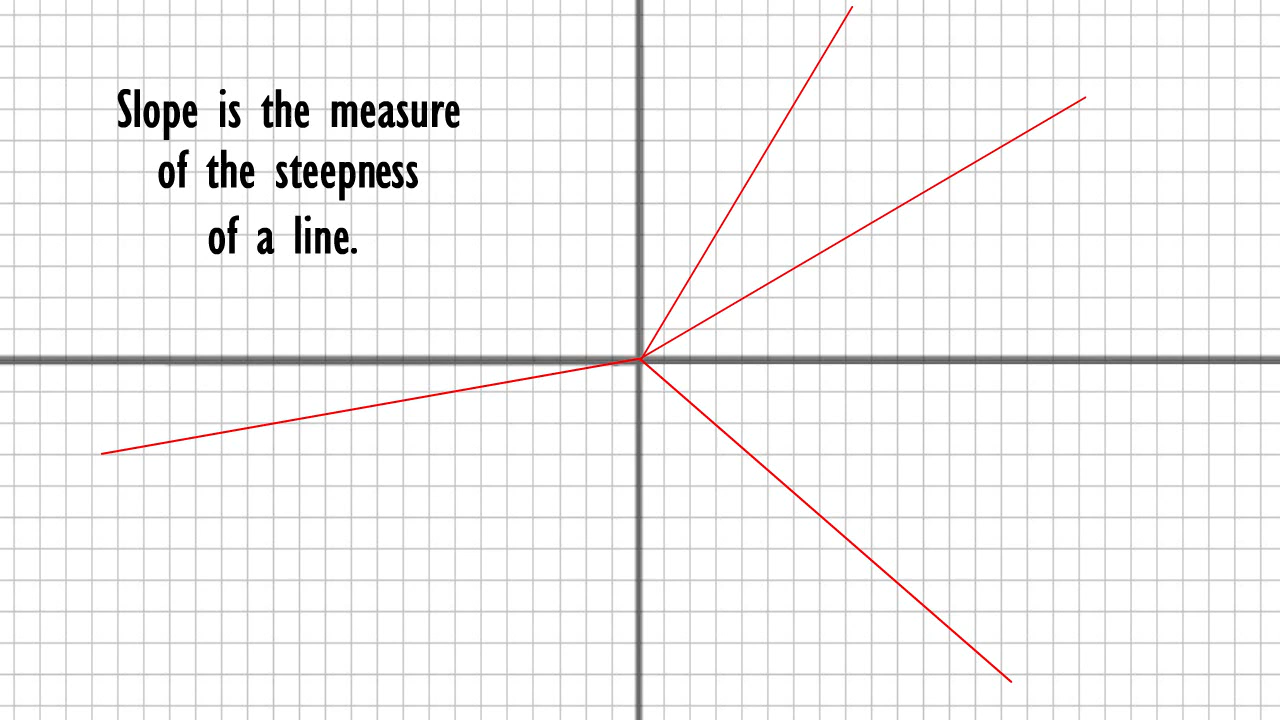 Slope is the measure
of the steepness
of a line.